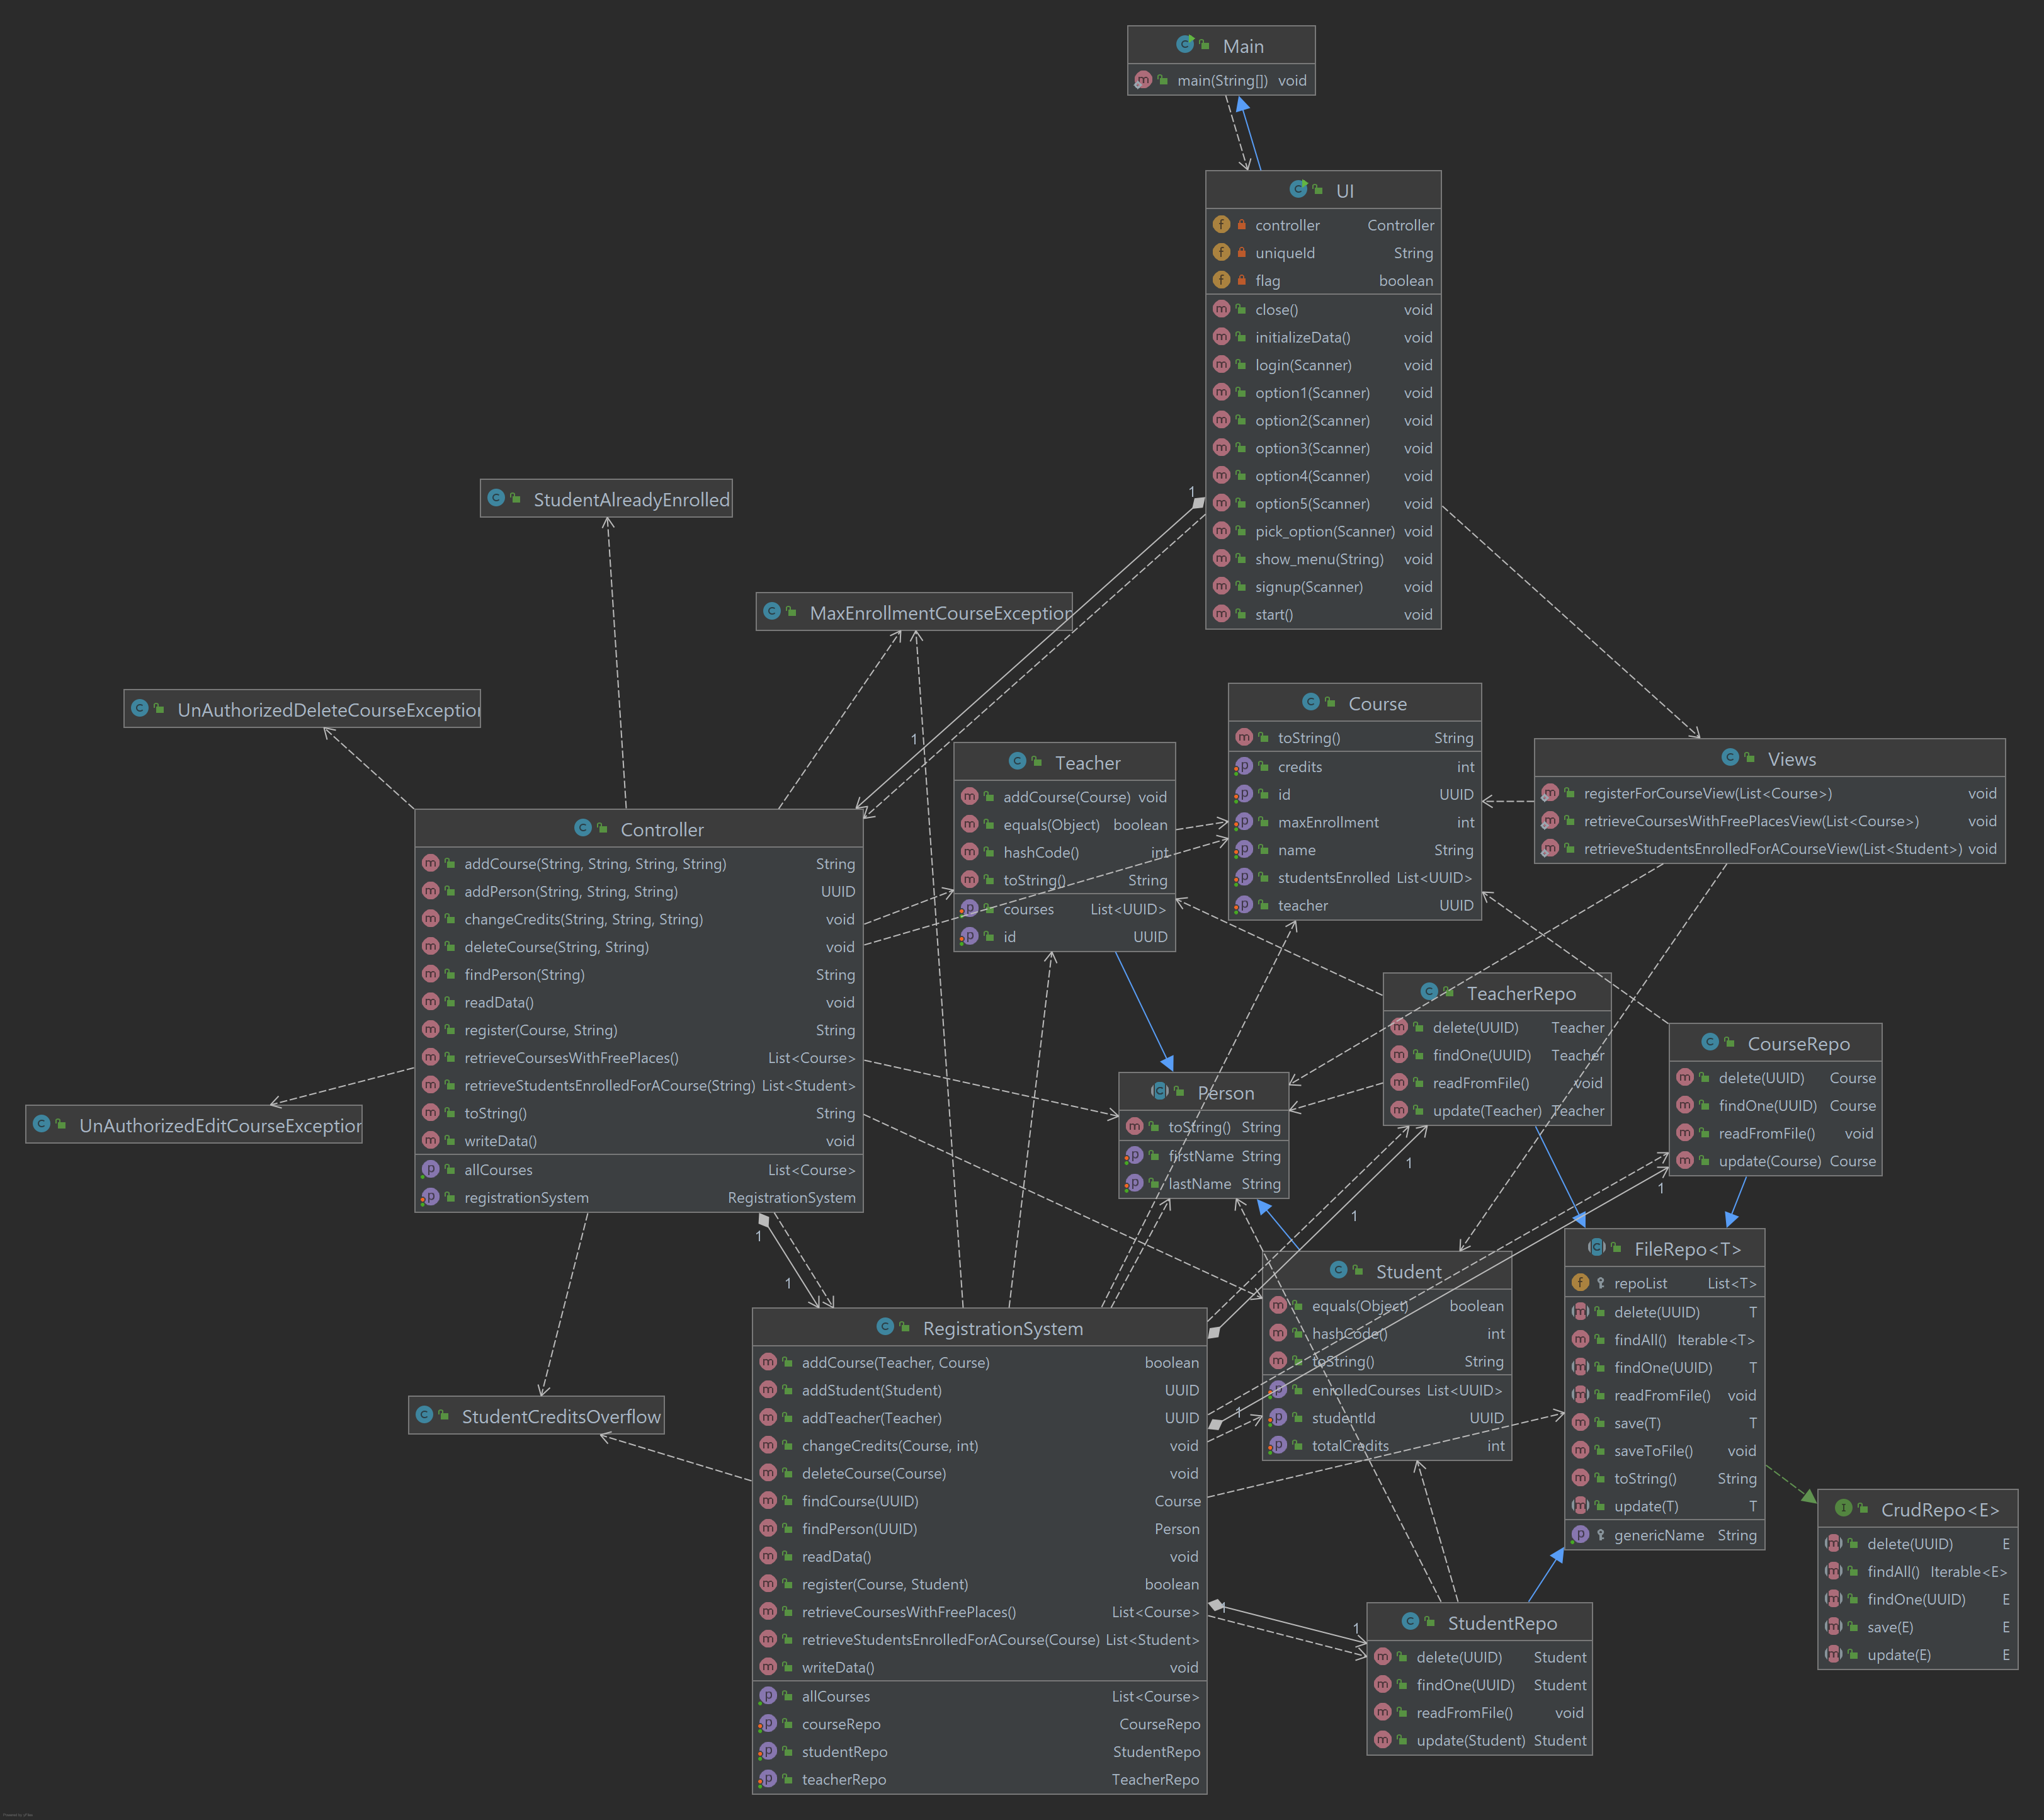 Main
main(String[]) void
UI
controller Controller
uniqueId String
flag boolean
close() void
initializeData() void
login(Scanner) void
option1(Scanner) void
option2(Scanner) void
option3(Scanner) void
option4(Scanner) void
option5(Scanner) void
pick_option(Scanner) void
show_menu(String) void
signup(Scanner) void
start() void
1
StudentAlreadyEnrolled
MaxEnrollmentCourseException
UnAuthorizedDeleteCourseException
1
Teacher
addCourse(Course) void
equals(Object) boolean
hashCode() int
toString() String
courses List<UUID>
id UUID
Course
toString() String
credits int
id UUID
maxEnrollment int
name String
studentsEnrolled List<UUID>
teacher UUID
Views
registerForCourseView(List<Course>) void
retrieveCoursesWithFreePlacesView(List<Course>) void
retrieveStudentsEnrolledForACourseView(List<Student>) void
Controller
addCourse(String, String, String, String) String
addPerson(String, String, String) UUID
changeCredits(String, String, String) void
deleteCourse(String, String) void
findPerson(String) String
readData() void
register(Course, String) String
retrieveCoursesWithFreePlaces() List<Course>
retrieveStudentsEnrolledForACourse(String) List<Student>
toString() String
writeData() void
allCourses List<Course>
registrationSystem RegistrationSystem
1
1
UnAuthorizedEditCourseException
TeacherRepo
delete(UUID) Teacher
findOne(UUID) Teacher
readFromFile() void
update(Teacher) Teacher
1
1
CourseRepo
delete(UUID) Course
findOne(UUID) Course
readFromFile() void
update(Course) Course
1
Person
toString() String
firstName String
lastName String
Student
equals(Object) boolean
hashCode() int
toString() String
enrolledCourses List<UUID>
studentId UUID
totalCredits int
FileRepo<T>
repoList List<T>
delete(UUID) T
findAll() Iterable<T>
findOne(UUID) T
readFromFile() void
save(T) T
saveToFile() void
toString() String
update(T) T
genericName String
StudentCreditsOverflow
RegistrationSystem
addCourse(Teacher, Course) boolean
addStudent(Student) UUID
addTeacher(Teacher) UUID
changeCredits(Course, int) void
deleteCourse(Course) void
findCourse(UUID) Course
findPerson(UUID) Person
readData() void
register(Course, Student) boolean
retrieveCoursesWithFreePlaces() List<Course>
retrieveStudentsEnrolledForACourse(Course) List<Student>
writeData() void
allCourses List<Course>
courseRepo CourseRepo
studentRepo StudentRepo
teacherRepo TeacherRepo
1
1
1
CrudRepo<E>
delete(UUID) E
findAll() Iterable<E>
findOne(UUID) E
save(E) E
update(E) E
StudentRepo
delete(UUID) Student
findOne(UUID) Student
readFromFile() void
update(Student) Student